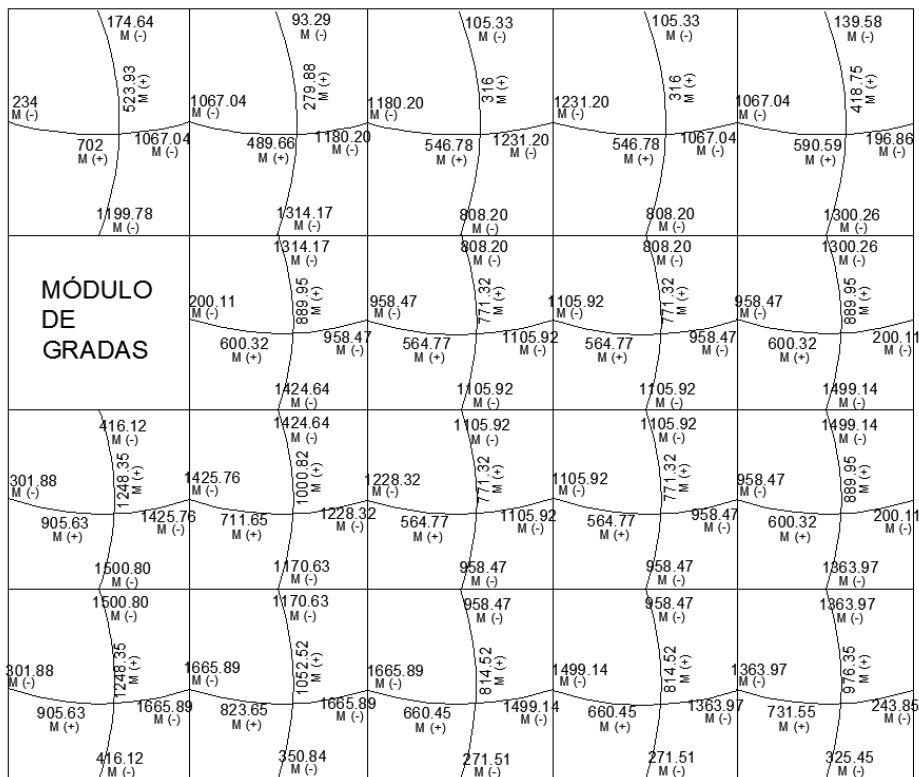 174.64 93.29 105.33 105.33 139.58
M (-) M (-) M (-) M (-) M (-)
523.93 M (+) 279.88 M (+) 316 M (+) 316 M (+) 418.75 M (+)
234 1067.04 1180.20 1231.20 1067.04
M (-) M (-) M (-) M (-) M (-)
702 1067.04 489.66 1180.20 546.78 1231.20 546.78 1067.04 590.59 196.86
M (+) M (-) M (+) M (-) M (+) M (-) M (+) M (-) M (+) M (-)
1199.78 1314.17 808.20 808.20 1300.26
M (-) M (-) M (-) M (-) M (-)
1314.17 808.20 808.20 1300.26
M (-) M (-) M (-) M (-)
MÓDULO
DE
GRADAS
889.95 M (+) 771.32 M (+) 771.32 M (+) 889.95 M (+)
200.11 958.47 1105.92 958.47
M (-) M (-) M (-) M (-)
600.32 958.47 564.77 1105.92 564.77 958.47 600.32 200.11
M (+) M (-) M (+) M (-) M (+) M (-) M (+) M (-)
1424.64 1105.92 1105.92 1499.14
M (-) M (-) M (-) M (-)
416.12 1424.64 1105.92 1105.92 1499.14
M (-) M (-) M (-) M (-) M (-)
1248.35 M (+) 1000.82 M (+) 771.32 M (+) 771.32 M (+) 889.95 M (+)
301.88 1425.76 1228.32 1105.92 958.47
M (-) M (-) M (-) M (-) M (-)
905.63 1425.76 711.65 1228.32 564.77 1105.92 564.77 958.47 600.32 200.11
M (+) M (-) M (+) M (-) M (+) M (-) M (+) M (-) M (+) M (-)
1500.80 1170.63 958.47 958.47 1363.97
M (-) M (-) M (-) M (-) M (-)
1500.80 1170.63 958.47 958.47 1363.97
M (-) M (-) M (-) M (-) M (-)
1248.35 M (+) 1052.52 M (+) 814.52 M (+) 814.52 M (+) 976.35 M (+)
301.88 1665.89 1665.89 1499.14 1363.97
M (-) M (-) M (-) M (-) M (-)
905.63 1665.89 823.65 1665.89 660.45 1499.14 660.45 1363.97 731.55 243.85
M (+) M (-) M (+) M (-) M (+) M (-) M (+) M (-) M (+) M (-)
416.12 350.84 271.51 271.51 325.45
M (-) M (-) M (-) M (-) M (-)